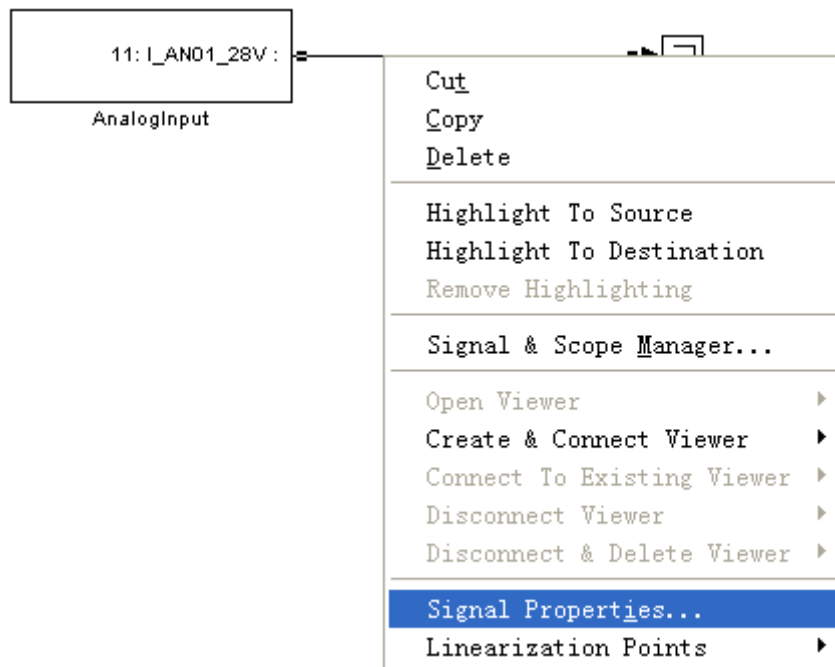 11: I_AN01_28V :
AnalogInput
Cut
Copy
Delete
Highlight To Source
Highlight To Destination
Remove Highlighting
Signal & Scope Manager...
Open Viewer
Create & Connect Viewer
Connect To Existing Viewer
Disconnect Viewer
Disconnect & Delete Viewer
Signal Properties...
Linearization Points